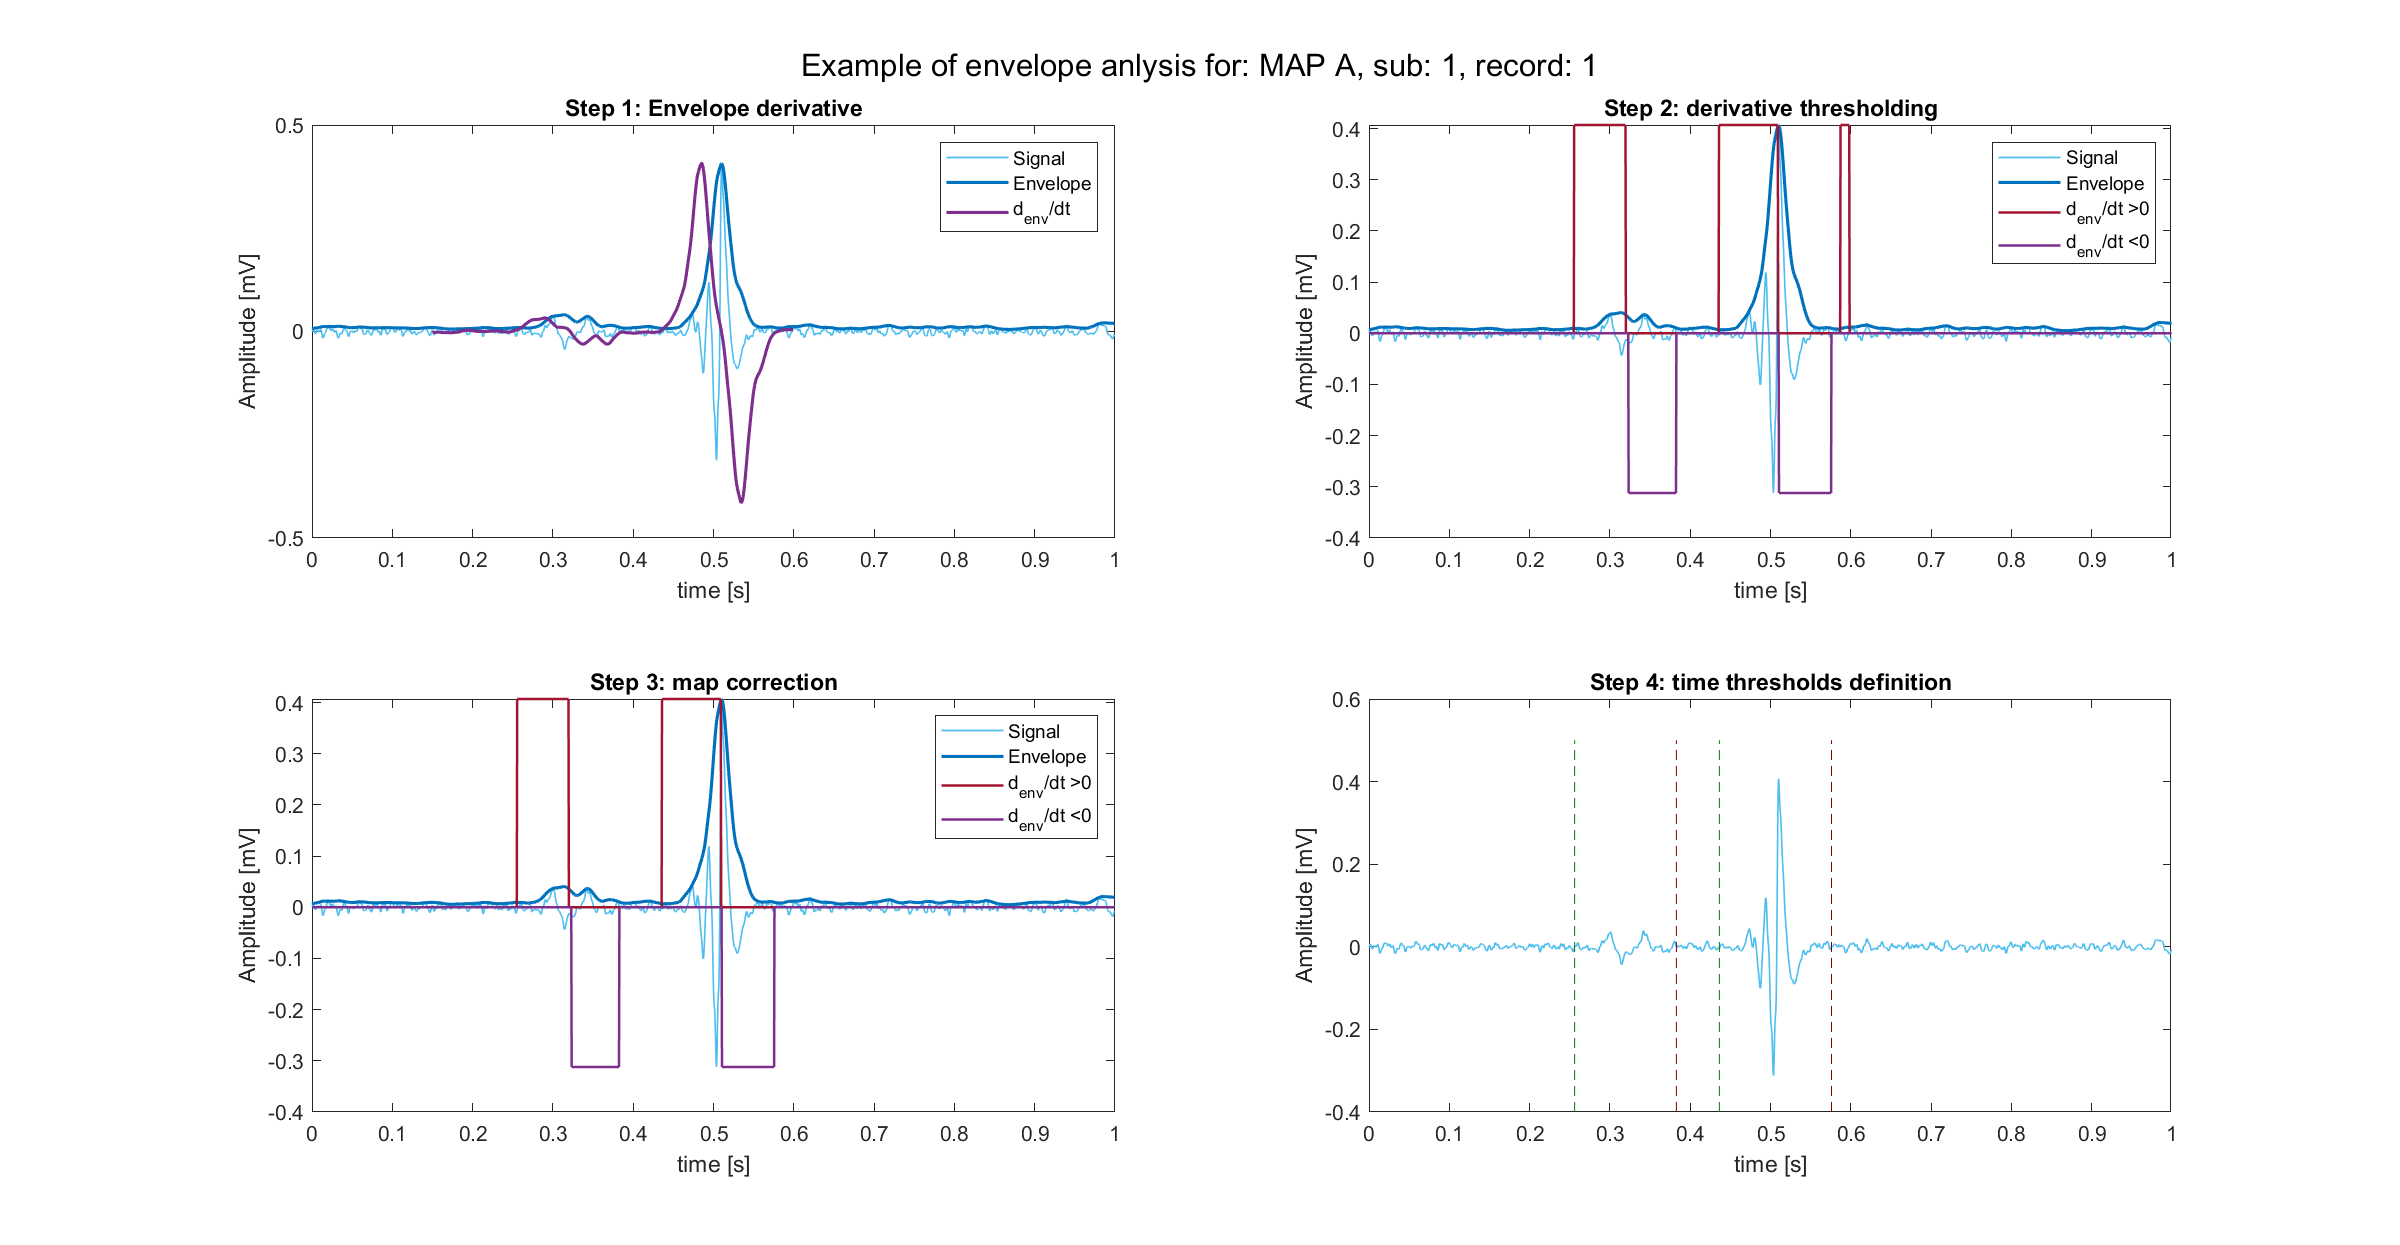 Example of envelope anlysis for: MAP A, sub: 1, record: 1
Step 1: Envelope derivative
0.5
0
-0.5
Amplitude [mV]
Signal
Envelope
d_env/dt
0 0.1 0.2 0.3 0.4 0.5 0.6 0.7 0.8 0.9 1
time [s]
Step 2: derivative thresholding
0.4
0.3
0.2
0.1
0
-0.1
-0.2
-0.3
-0.4
Amplitude [mV]
Signal
Envelope
d_env/dt >0
d_env/dt <0
0 0.1 0.2 0.3 0.4 0.5 0.6 0.7 0.8 0.9 1
time [s]
Step 3: map correction
0.4
0.3
0.2
0.1
0
-0.1
-0.2
-0.3
-0.4
Amplitude [mV]
Signal
Envelope
d_env/dt >0
d_env/dt <0
0 0.1 0.2 0.3 0.4 0.5 0.6 0.7 0.8 0.9 1
time [s]
Step 4: time thresholds definition
0.6
0.4
0.2
0
-0.2
-0.4
Amplitude [mV]
0 0.1 0.2 0.3 0.4 0.5 0.6 0.7 0.8 0.9 1
time [s]